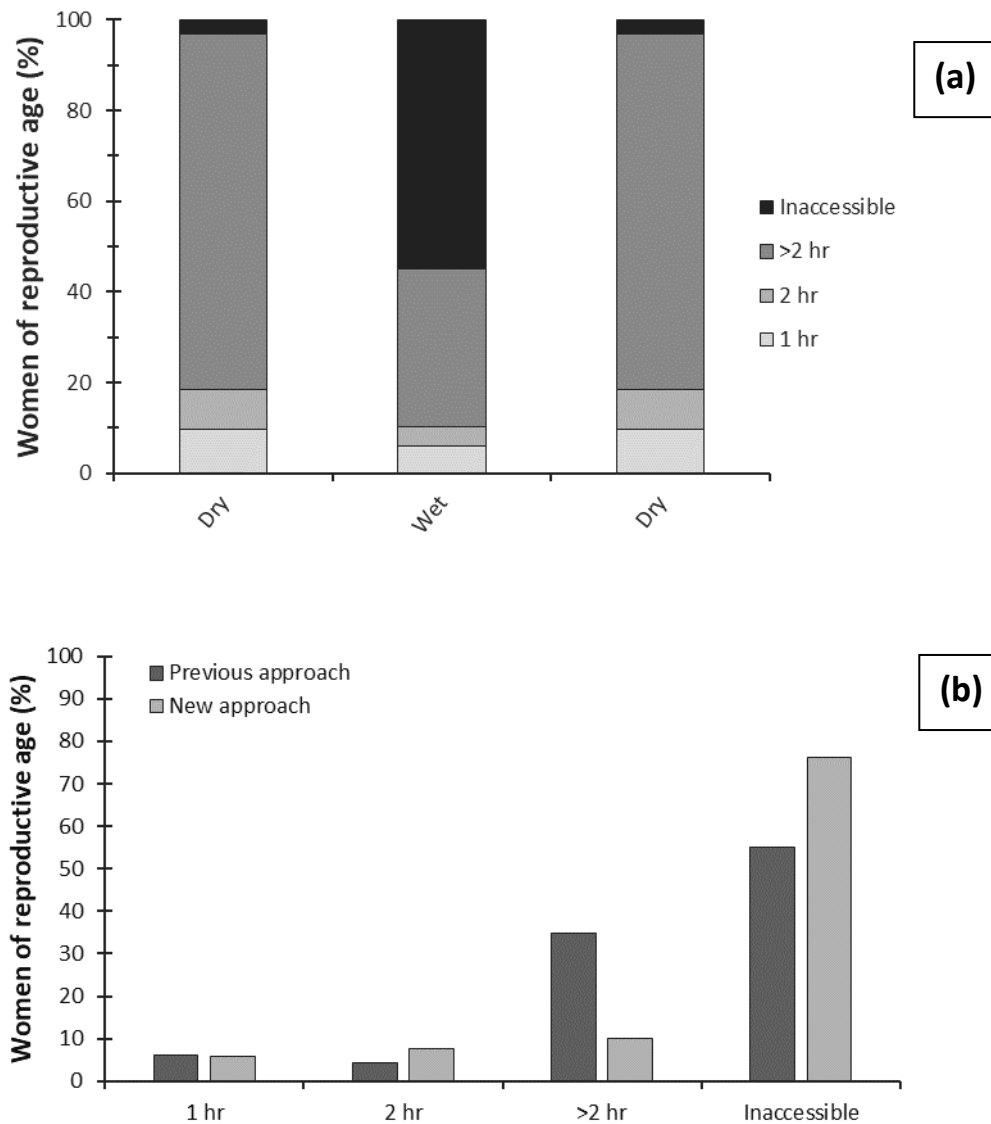 (a)
Women of reproductive age (%)
100
80
60
40
20
0
Dry
Wet
Dry
Inaccessible
>2 hr
2 hr
1 hr
(b)
Women of reproductive age (%)
100
90
80
70
60
50
40
30
20
10
0
Previous approach
New approach
1 hr
2 hr
>2 hr
Inaccessible